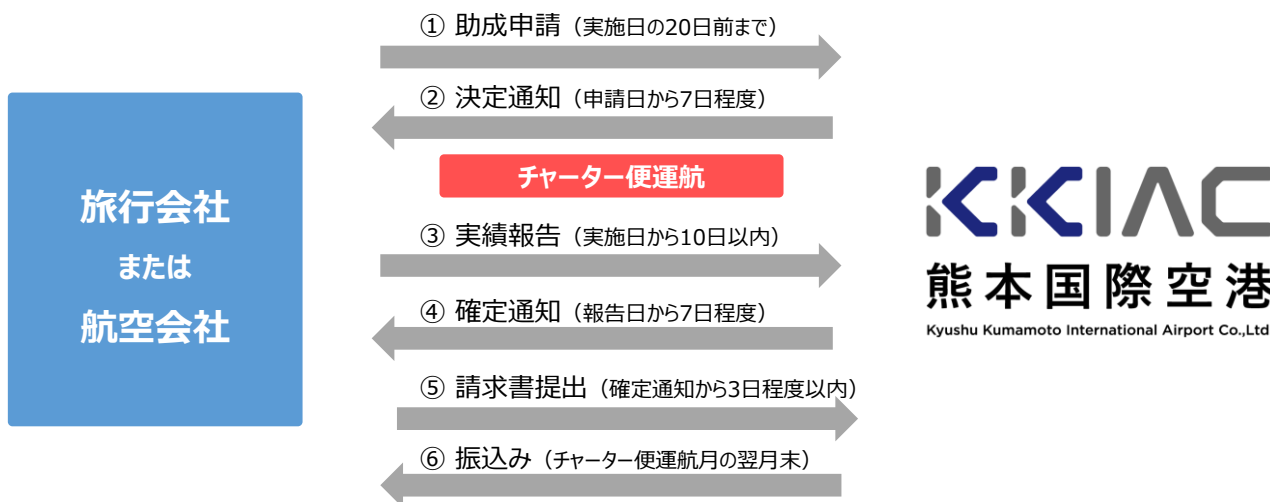 ① 助成申請（実施日の20日前まで）
② 決定通知（申請日から7日程度）
チャーター便運航
旅行会社
または
航空会社
③ 実績報告（実施日から10日以内）
④ 確定通知（報告日から7日程度）
⑤ 請求書提出（確定通知から3日程度以内）
⑥ 振込み（チャーター便運航月の翌月末）
KKIAC
熊本国際空港
Kyushu Kumamoto International Airport Co.,Ltd